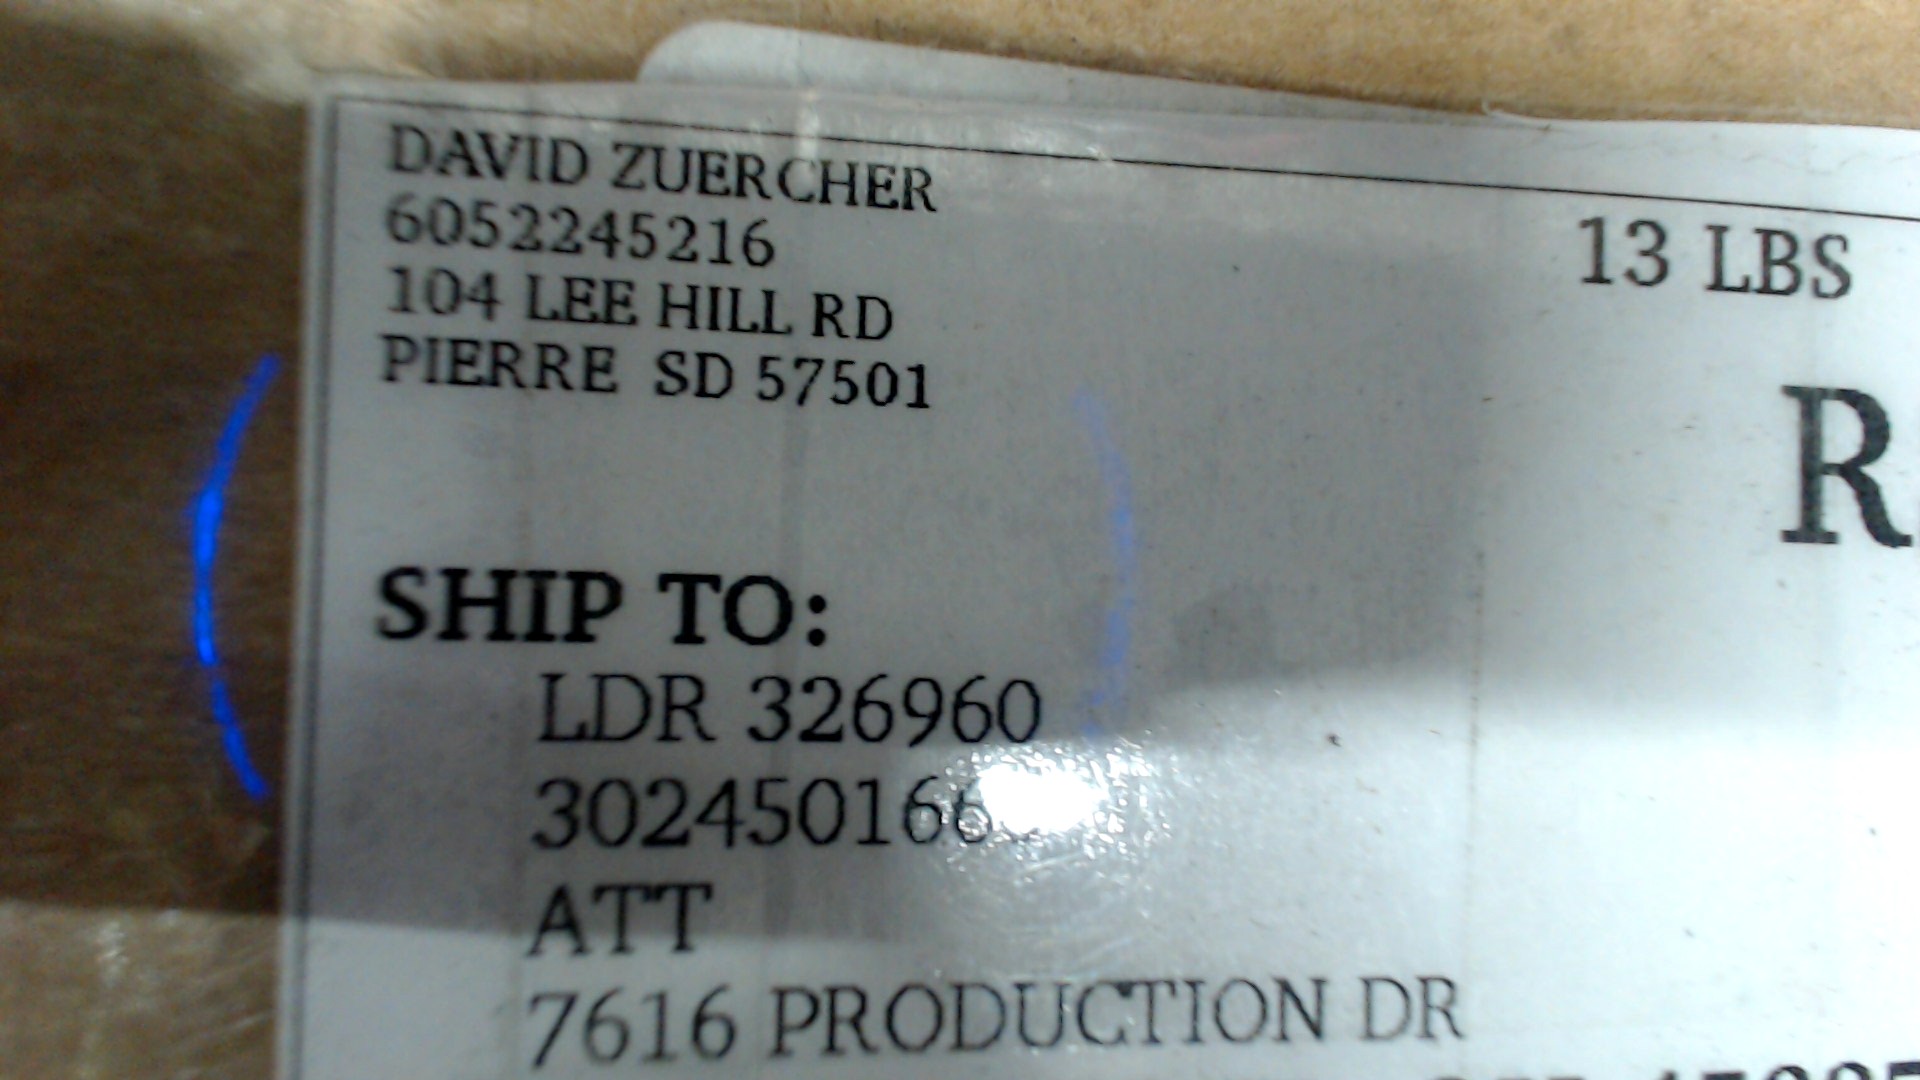 DAVID ZUERCHER
6052245216
13 LBS
104 LEE HILL RD
PIERRE SD 57501
SHIP TO:
LDR 326960
ATT
7616 PRODUCTION DR